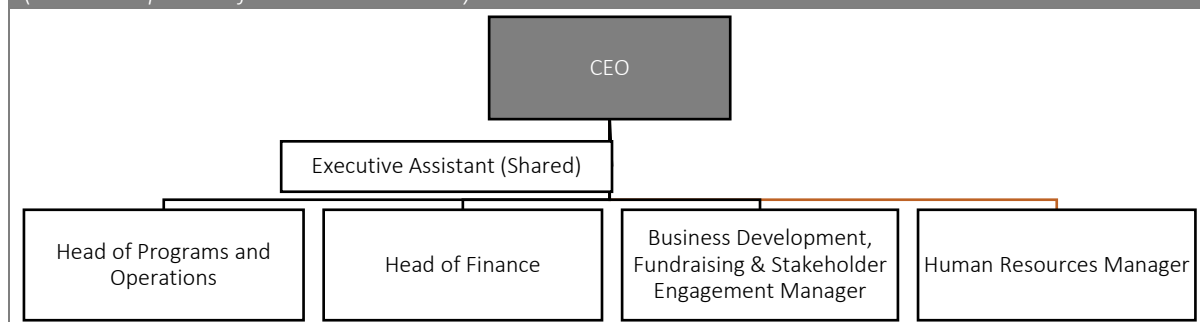 CEO
Executive Assistant (Shared)
Head of Programs and
Operations
Head of Finance
Business Development,
Fundraising & Stakeholder
Engagement Manager
Human Resources Manager